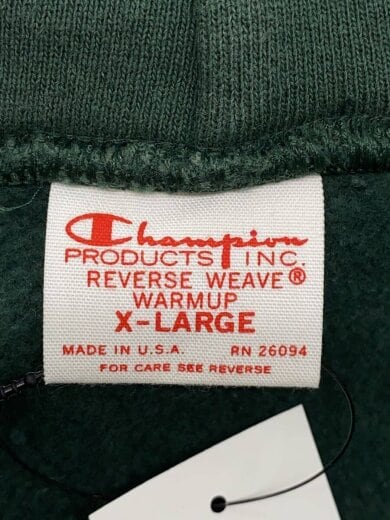 Champion
PRODUCTS INC.
REVERSE WEAVE®
WARMUP
X-LARGE
MADE IN U.S.A. RN 26094
FOR CARE SEE REVERSE